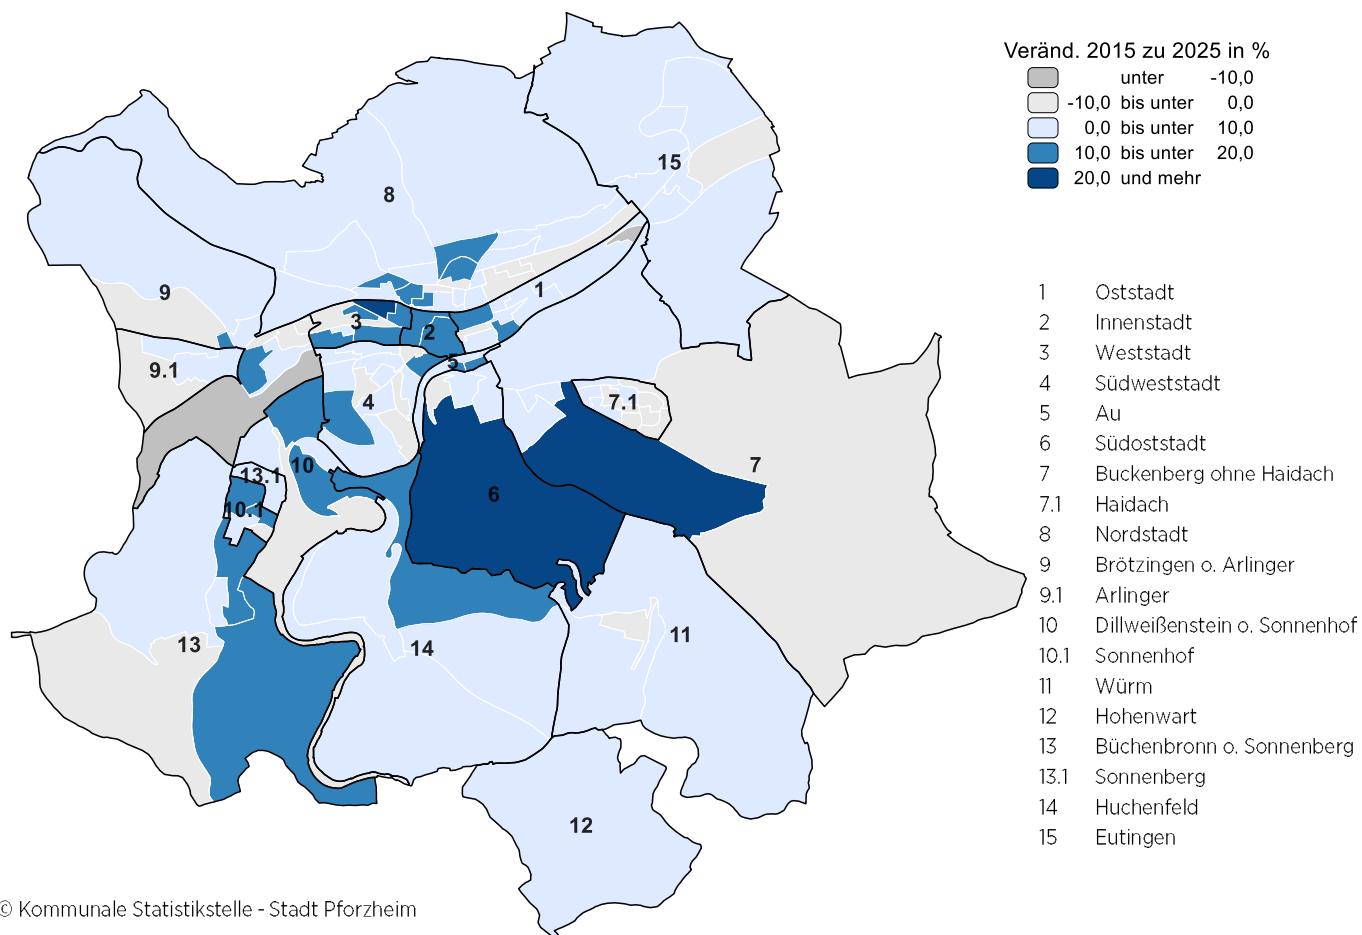 Veränd. 2015 zu 2025 in %
unter -10,0
-10,0 bis unter 0,0
0,0 bis unter 10,0
10,0 bis unter 20,0
20,0 und mehr
15
8
9
1
3
2
9.1
5
4
7.1
10
13.1
7
6
10.1
11
13
14
12
1 Oststadt
2 Innenstadt
3 Weststadt
4 Südweststadt
5 Au
6 Südoststadt
7 Buckenberg ohne Haidach
7.1 Haidach
8 Nordstadt
9 Brötzingen o. Arlinger
9.1 Arlinger
10 Dillweißenstein o. Sonnenhof
10.1 Sonnenhof
11 Würm
12 Hohenwart
13 Büchenbronn o. Sonnenberg
13.1 Sonnenberg
14 Huchenfeld
15 Eutingen
© Kommunale Statistikstelle - Stadt Pforzheim